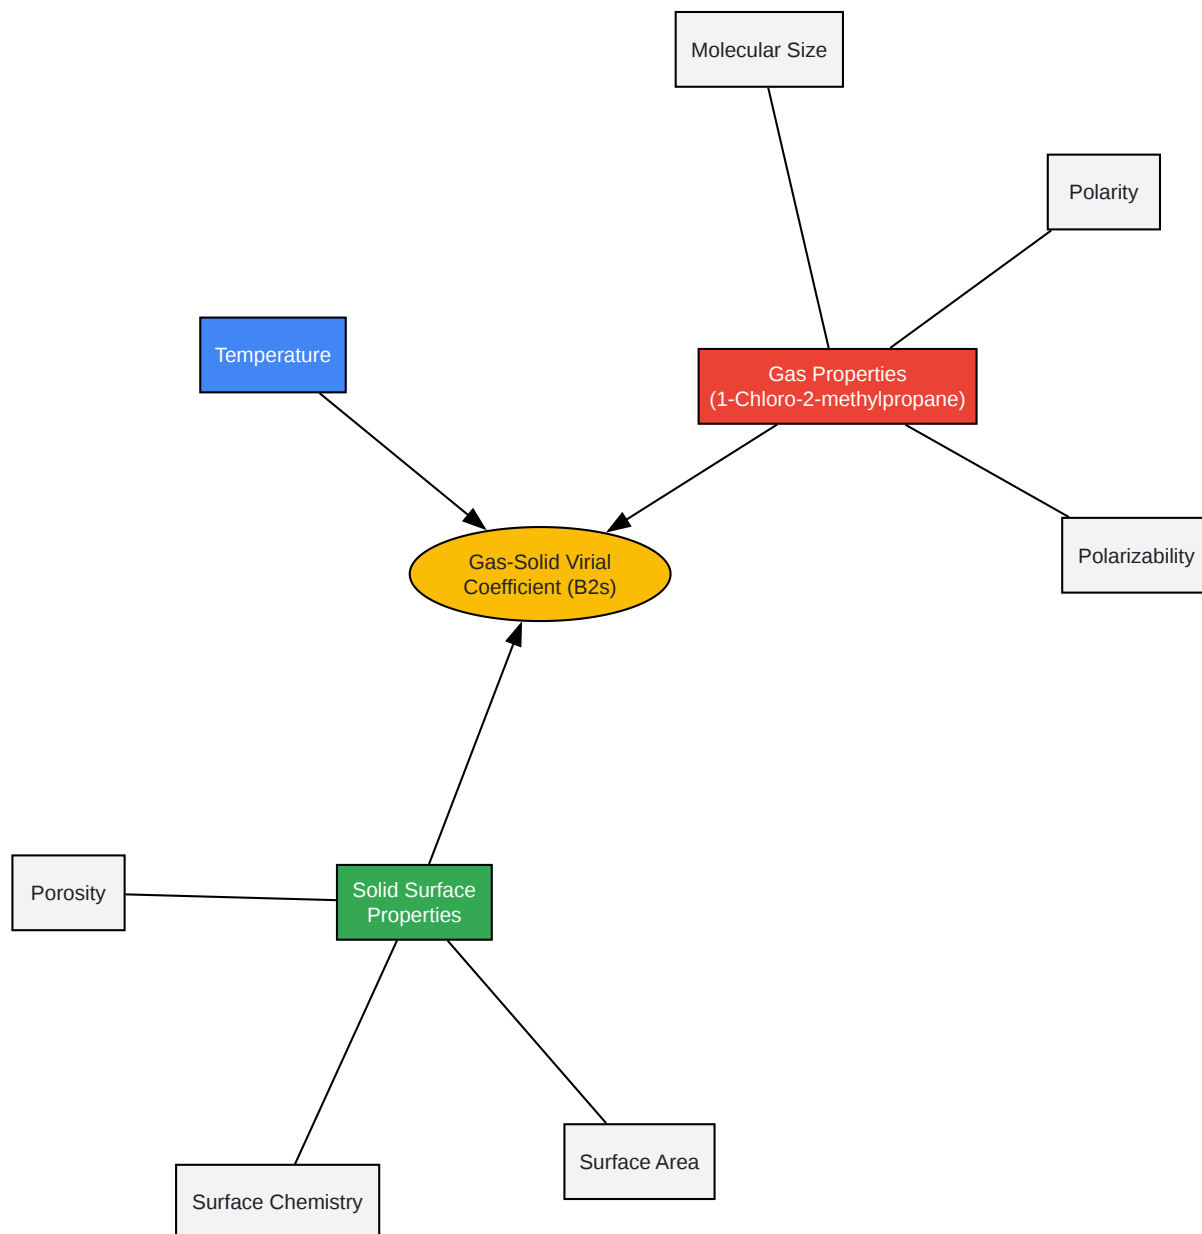 Molecular Size
Polarity
Temperature
Gas Properties
(1-Chloro-2-methylpropane)
Gas-Solid Virial
Coefficient (B2s)
Polarizability
Porosity
Solid Surface
Properties
Surface Area
Surface Chemistry